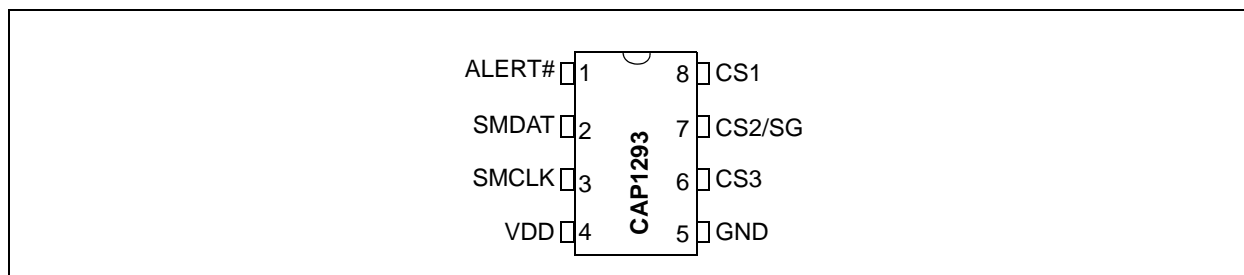 ALERT# 1 8 CS1
SMDAT 2 7 CS2/SG
SMCLK 3 6 CS3
VDD 4 5 GND
CAP1293